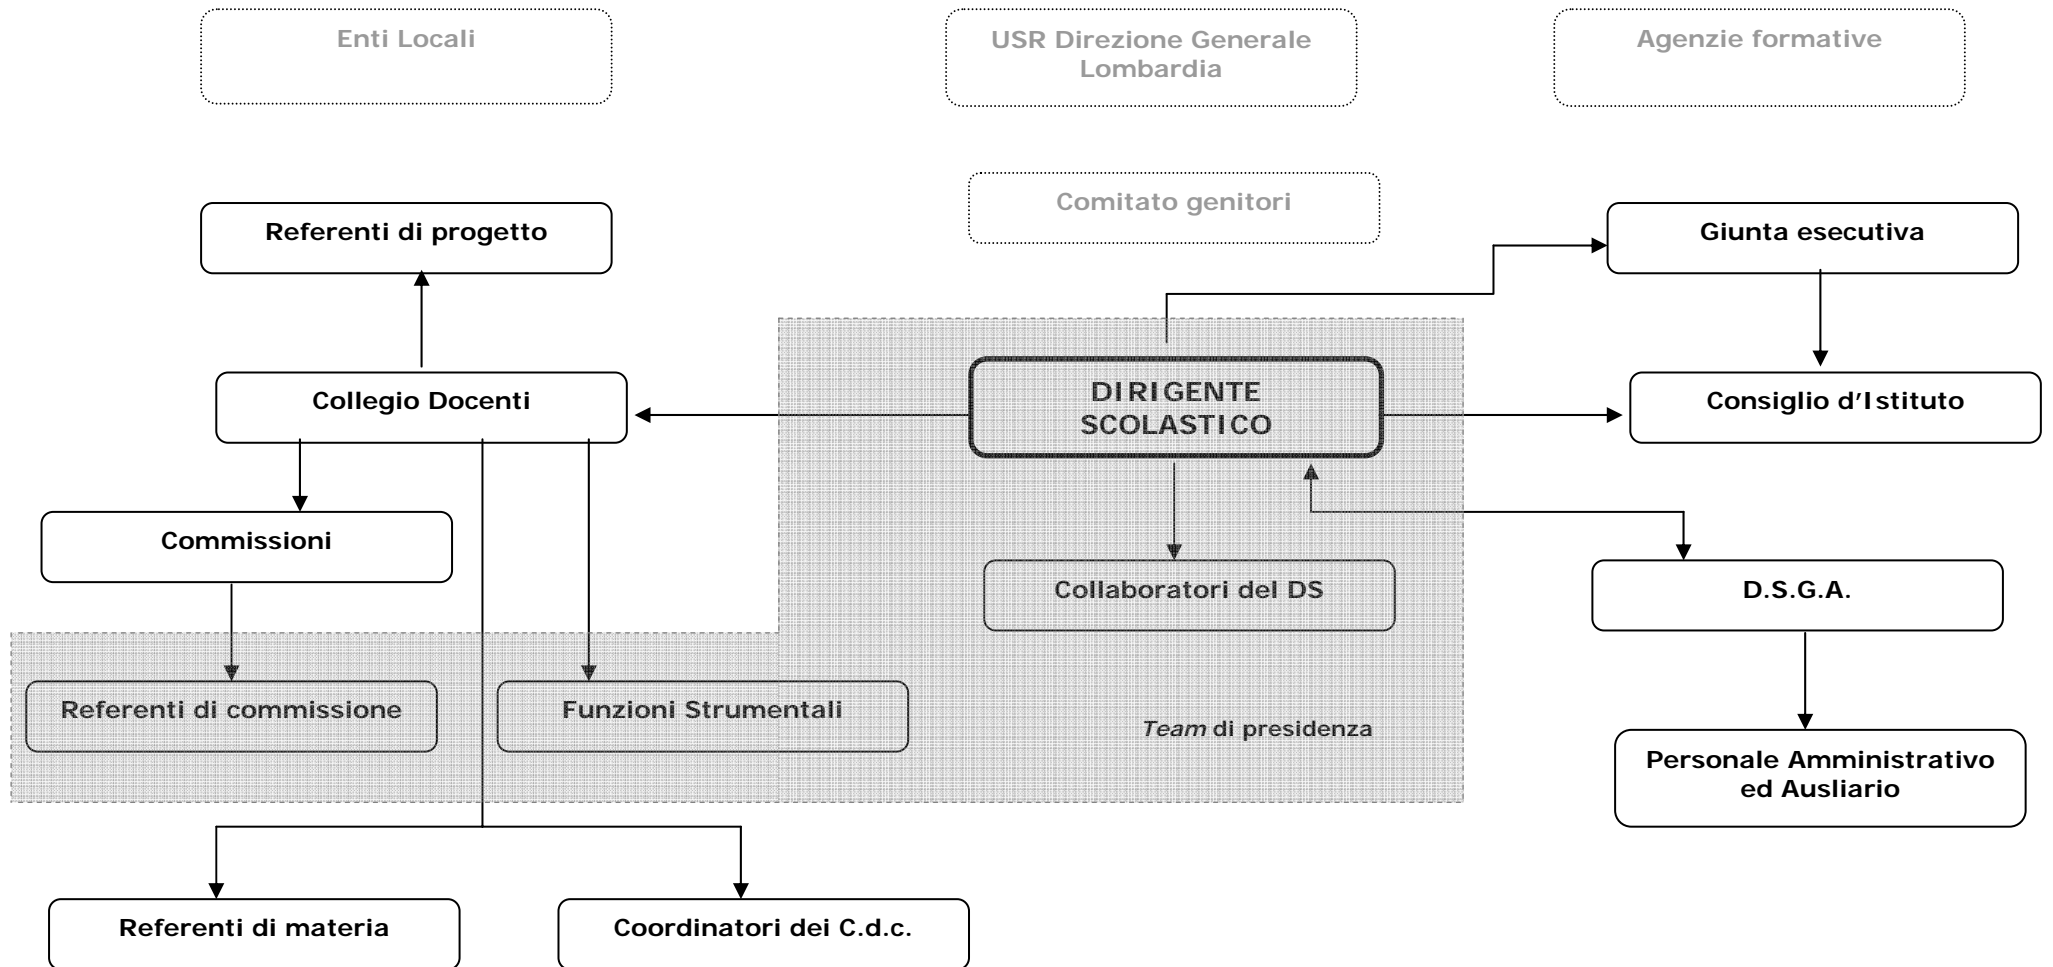 Enti Locali
USR Direzione Generale
Lombardia
Agenzie formative
Comitato genitori
Referenti di progetto
Giunta esecutiva
Collegio Docenti
DIRIGENTE
SCOLASTICO
Consiglio d'Istituto
Commissioni
Collaboratori del DS
D.S.G.A.
Referenti di commissione
Funzioni Strumentali
Team di presidenza
Personale Amministrativo
ed Ausliario
Referenti di materia
Coordinatori dei C.d.c.